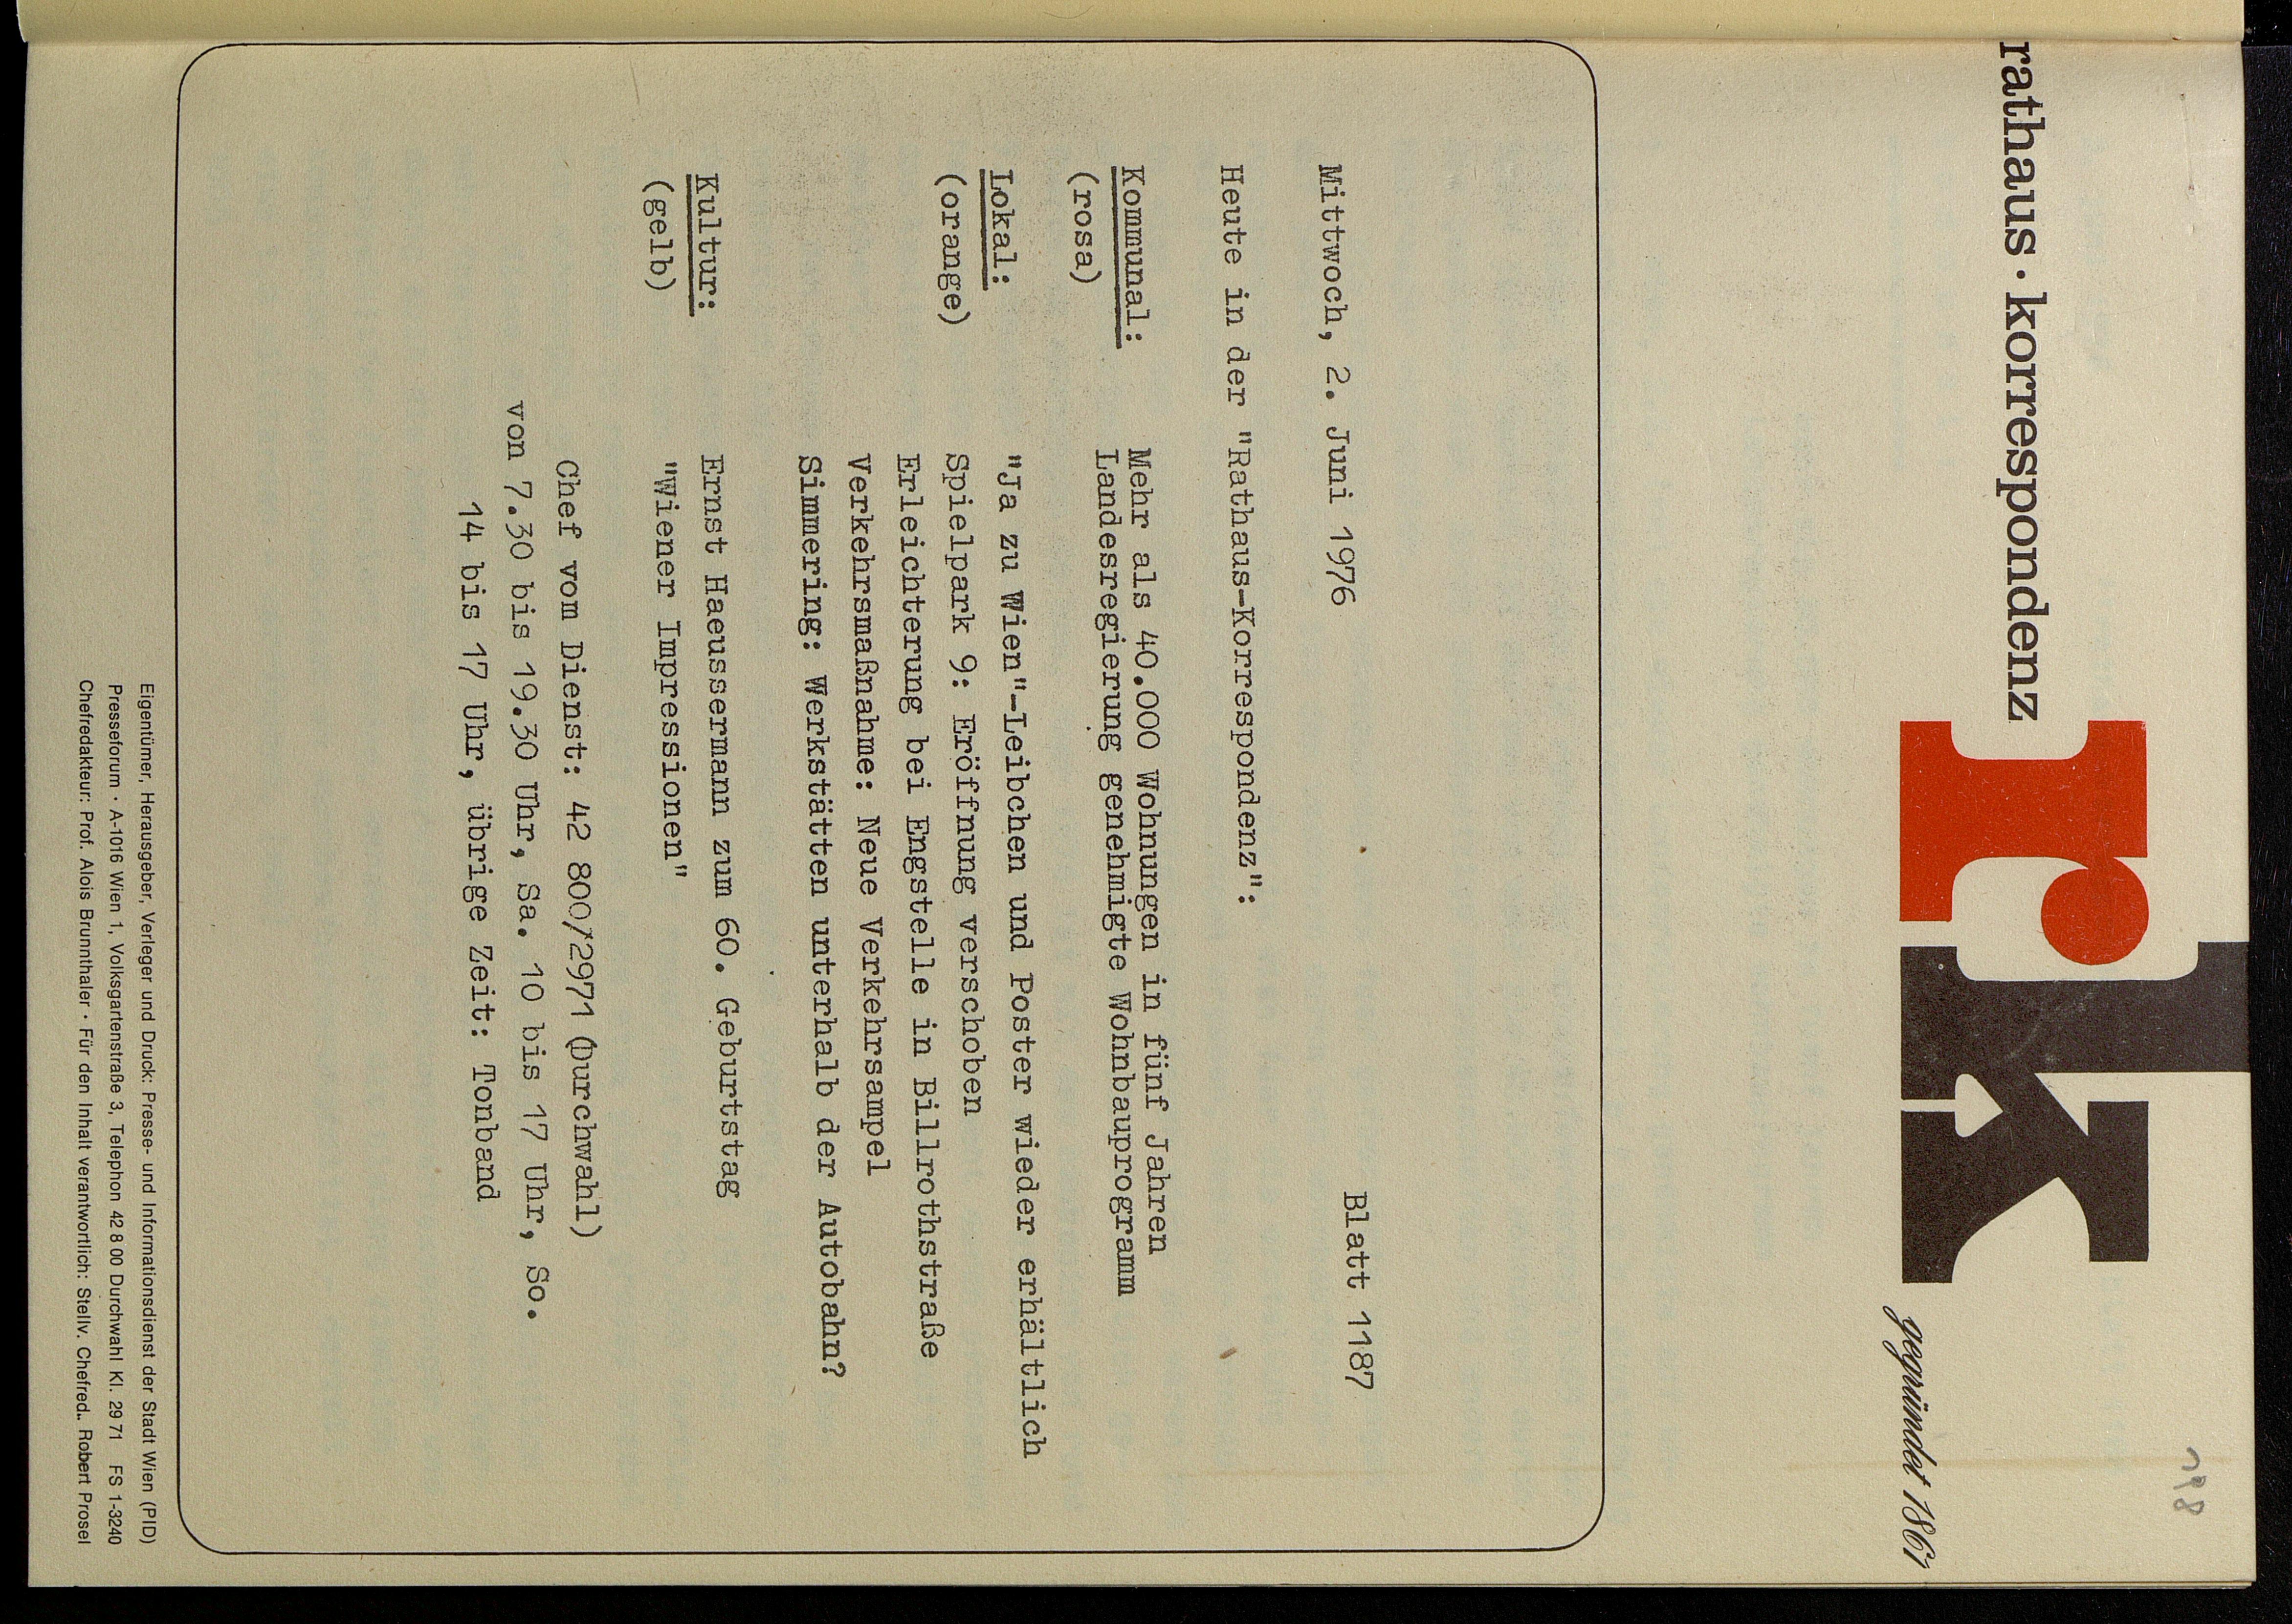 rathaus · korrespondenz
rk
gegründet 1861
Mittwoch, 2. Juni 1976 Blatt 1187
Heute in der "Rathaus-Korrespondenz":
Kommunal: Mehr als 40.000 Wohnungen in fünf Jahren
(rosa) Landesregierung genehmigte Wohnbauprogramm
Lokal: "Ja zu Wien"-Leibchen und Poster wieder erhältlich
(orange) Spielpark 9: Eröffnung verschoben
Erleichterung bei Engstelle in Billrothstraße
Verkehrsmaßnahme: Neue Verkehrsampel
Simmering: Werkstätten unterhalb der Autobahn?
Kultur: Ernst Haeussermann zum 60. Geburtstag
(gelb) "Wiener Impressionen"
Chef vom Dienst: 42 800/2971 (Durchwahl)
von 7.30 bis 19.30 Uhr, Sa. 10 bis 17 Uhr, So.
14 bis 17 Uhr, übrige Zeit: Tonband
Eigentümer, Herausgeber, Verleger und Druck: Presse- und Informationsdienst der Stadt Wien (PID)
Presseforum · A-1016 Wien 1, Volksgartenstraße 3, Telephon 42 8 00 Durchwahl Kl. 29 71 FS 1-3240
Chefredakteur: Prof. Alois Brunnthaler · Für den Inhalt verantwortlich: Stellv. Chefred. Robert Prosel